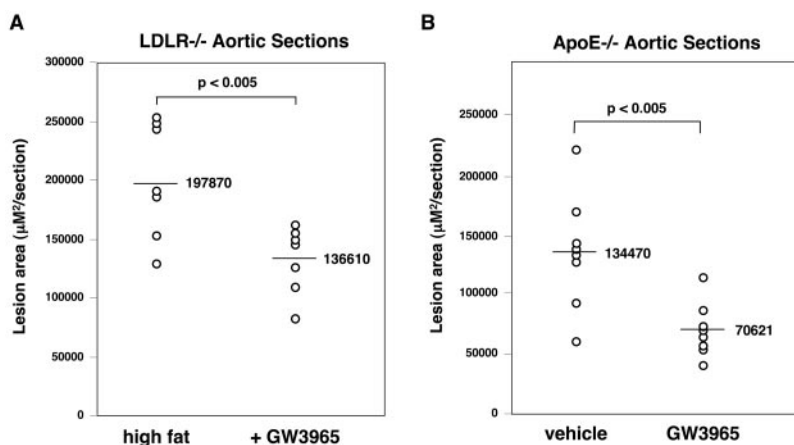 A
LDLR-/- Aortic Sections
300000
250000
200000
150000
100000
50000
0
Lesion area (µM²/section)
p < 0.005
197870
136610
high fat
+ GW3965
B
ApoE-/- Aortic Sections
250000
200000
150000
100000
50000
0
Lesion area (µM²/section)
p < 0.005
134470
70621
vehicle
GW3965